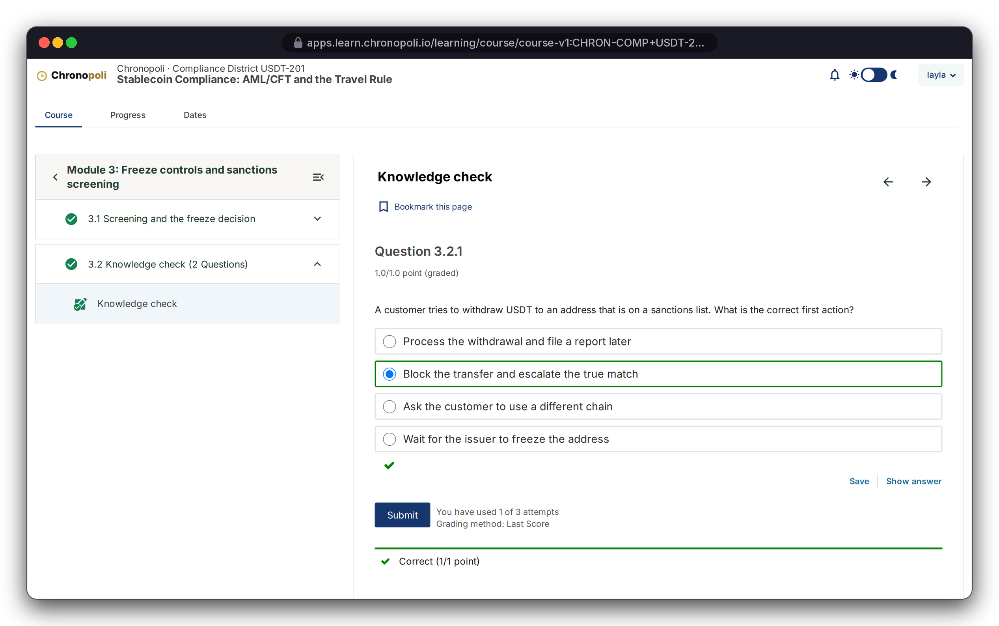 apps.learn.chronopoli.io/learning/course/course-v1:CHRON-COMP+USDT-2...
Chronopoli
Chronopoli · Compliance District USDT-201
Stablecoin Compliance: AML/CFT and the Travel Rule
layla
Course
Progress
Dates
Module 3: Freeze controls and sanctions
screening
3.1 Screening and the freeze decision
3.2 Knowledge check (2 Questions)
Knowledge check
Knowledge check
Bookmark this page
Question 3.2.1
1.0/1.0 point (graded)
A customer tries to withdraw USDT to an address that is on a sanctions list. What is the correct first action?
Process the withdrawal and file a report later
Block the transfer and escalate the true match
Ask the customer to use a different chain
Wait for the issuer to freeze the address
Save
Show answer
Submit
You have used 1 of 3 attempts
Grading method: Last Score
Correct (1/1 point)